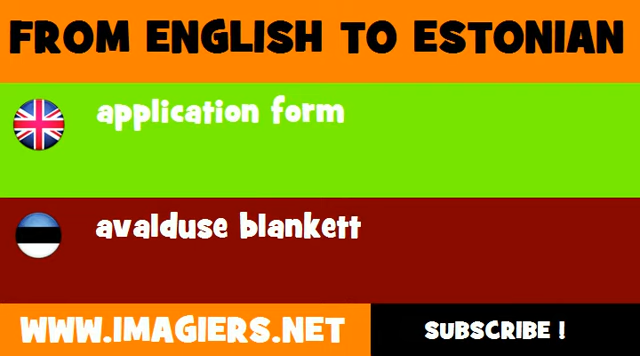 FROM ENGLISH TO ESTONIAN
application form
avalduse blankett
WWW.IMAGIERS.NET
SUBSCRIBE !